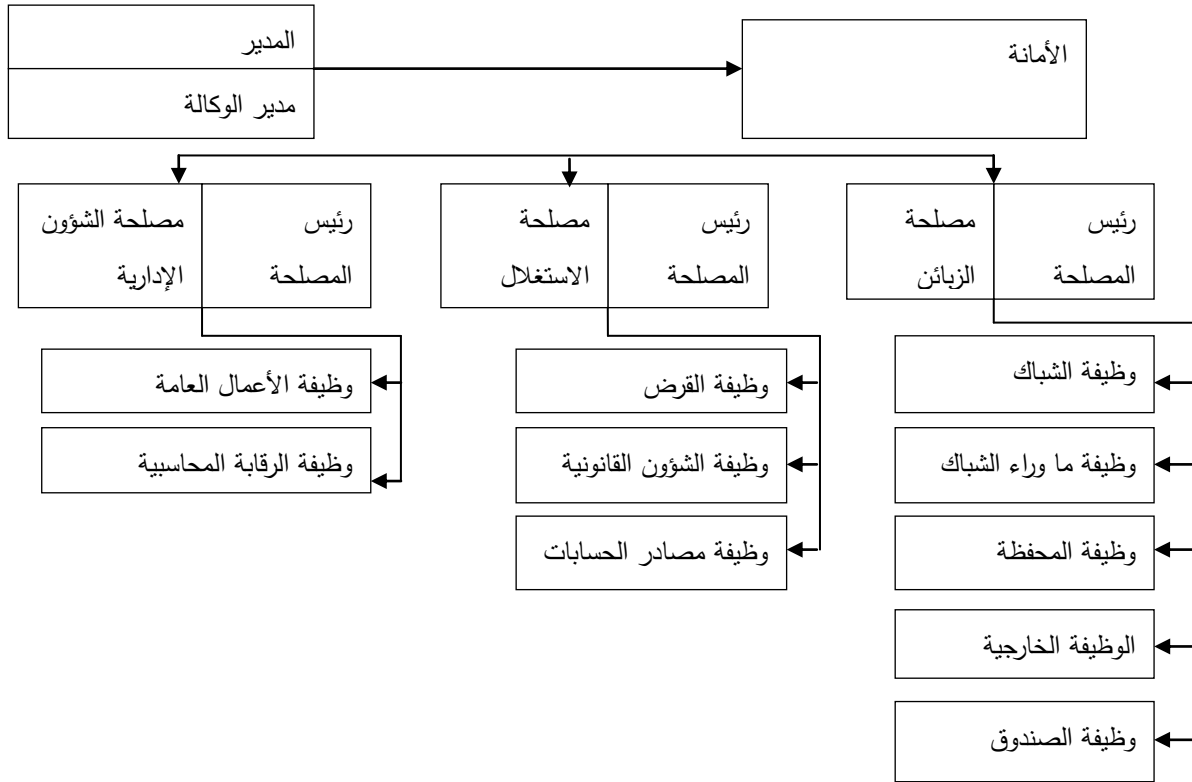 المدير
مدير الوكالة
الأمانة
رئيس
المصلحة
مصلحة
الزبائن
رئيس
المصلحة
مصلحة
الاستغلال
رئيس
المصلحة
مصلحة الشؤون
الإدارية
وظيفة الشباك
وظيفة ما وراء الشباك
وظيفة المحفظة
الوظيفة الخارجية
وظيفة الصندوق
وظيفة القرض
وظيفة الشؤون القانونية
وظيفة مصادر الحسابات
وظيفة الأعمال العامة
وظيفة الرقابة المحاسبية